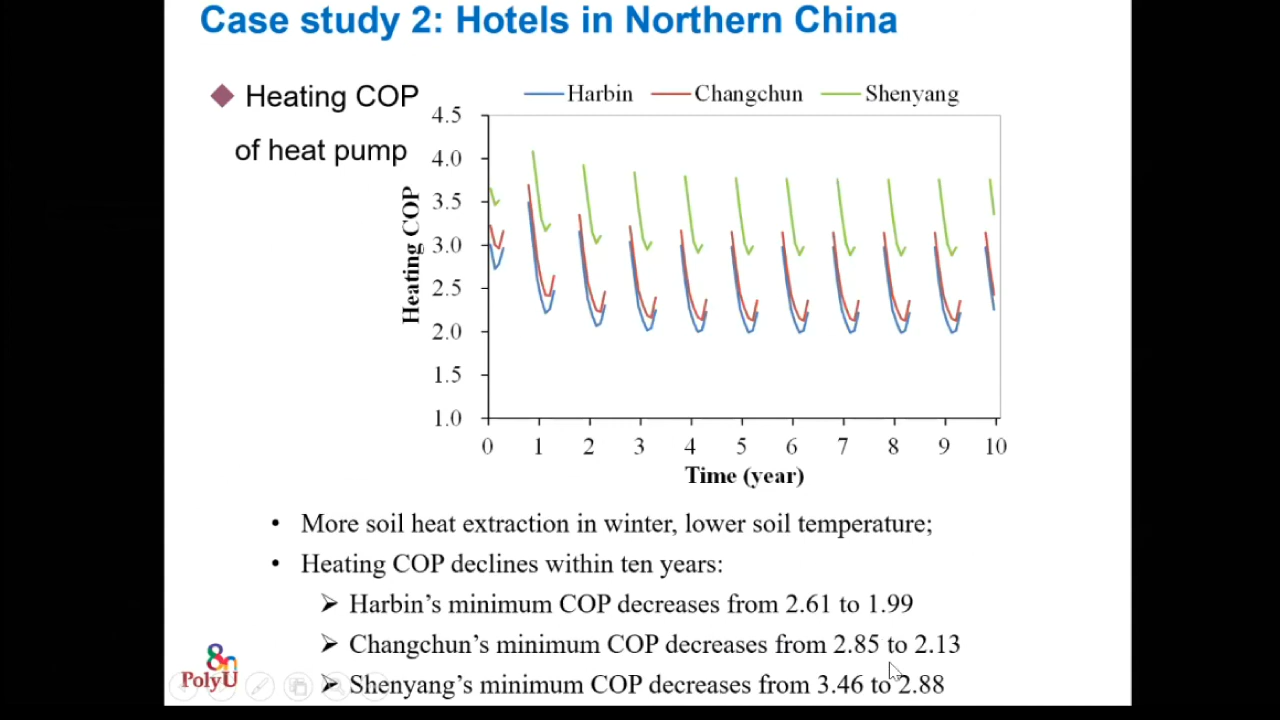 Case study 2: Hotels in Northern China
◆ Heating COP
of heat pump
Harbin Changchun Shenyang
Heating COP
4.5
4.0
3.5
3.0
2.5
2.0
1.5
1.0
0 1 2 3 4 5 6 7 8 9 10
Time (year)
• More soil heat extraction in winter, lower soil temperature;
• Heating COP declines within ten years:
➢ Harbin's minimum COP decreases from 2.61 to 1.99
➢ Changchun's minimum COP decreases from 2.85 to 2.13
➢ Shenyang's minimum COP decreases from 3.46 to 2.88
PolyU